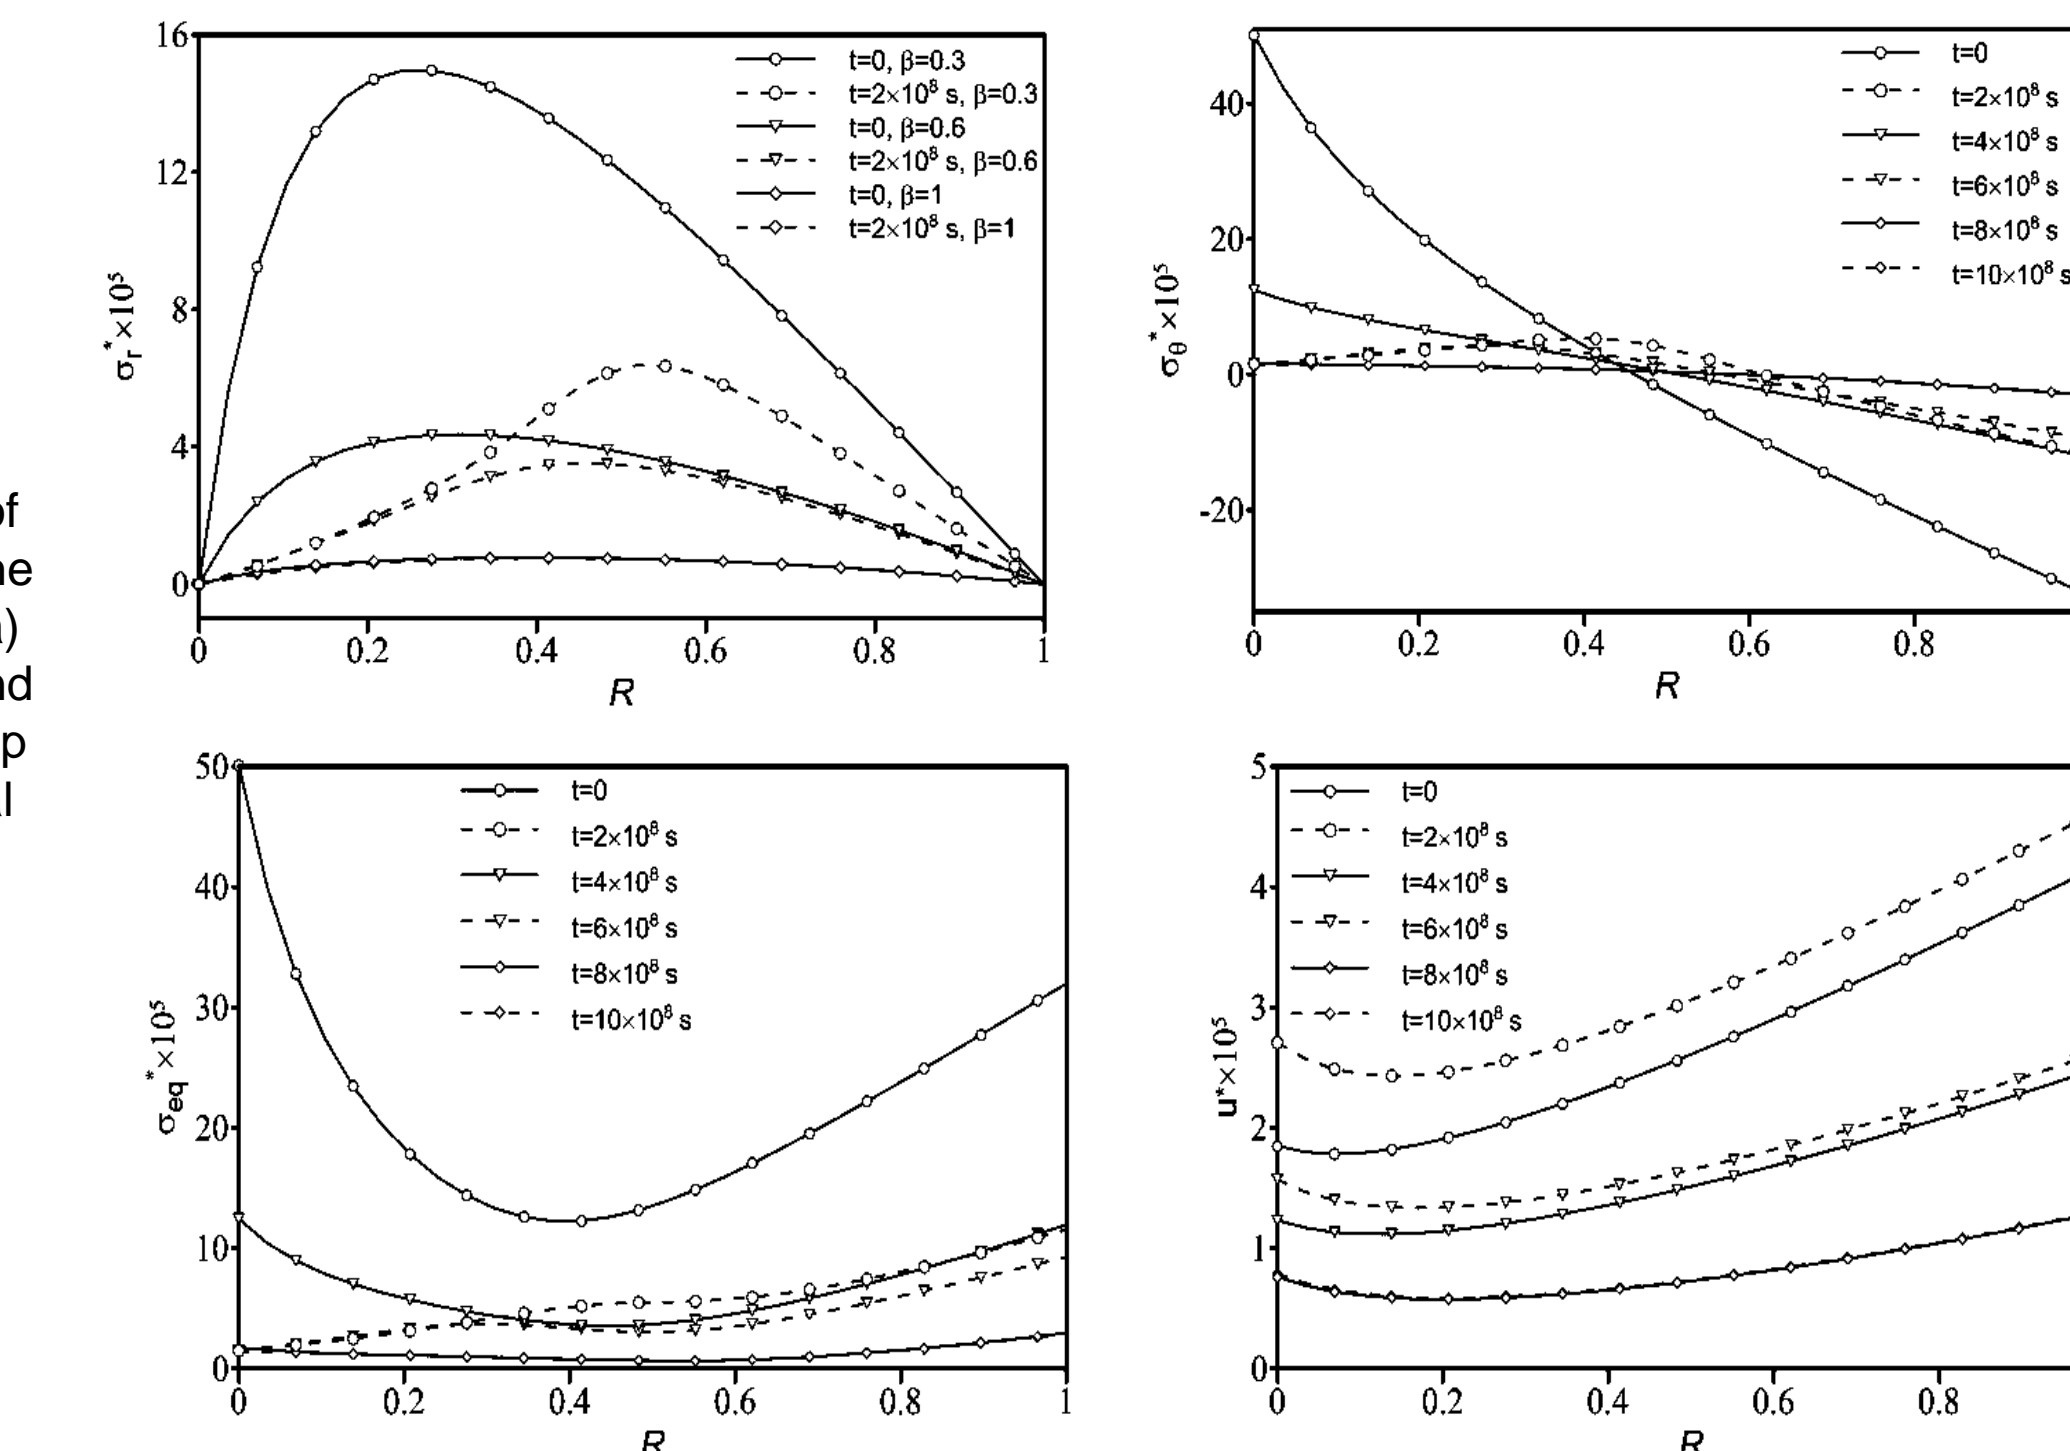 of
ne
a)
nd
p
al
16
12
8
4
0
σr*×10⁵
t=0, β=0.3
t=2×10⁸ s, β=0.3
t=0, β=0.6
t=2×10⁸ s, β=0.6
t=0, β=1
t=2×10⁸ s, β=1
0 0.2 0.4 0.6 0.8 1
R
40
20
0
-20
σθ*×10⁵
t=0
t=2×10⁸ s
t=4×10⁸ s
t=6×10⁸ s
t=8×10⁸ s
t=10×10⁸ s
0 0.2 0.4 0.6 0.8
R
50
40
30
20
10
0
σeq*×10⁵
t=0
t=2×10⁸ s
t=4×10⁸ s
t=6×10⁸ s
t=8×10⁸ s
t=10×10⁸ s
0 0.2 0.4 0.6 0.8 1
R
5
4
3
2
1
0
u*×10⁵
t=0
t=2×10⁸ s
t=4×10⁸ s
t=6×10⁸ s
t=8×10⁸ s
t=10×10⁸ s
0 0.2 0.4 0.6 0.8
R